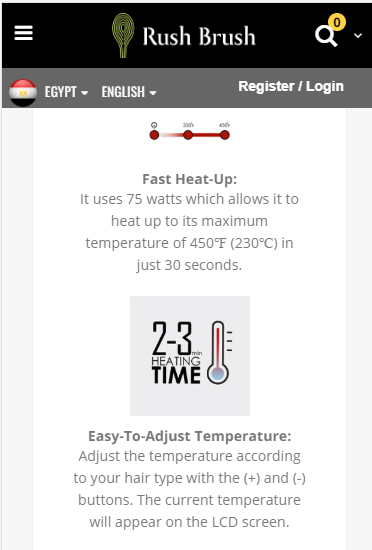 0
Rush Brush
EGYPT
ENGLISH
Register / Login
Fast Heat-Up:
It uses 75 watts which allows it to
heat up to its maximum
temperature of 450℉ (230℃) in
just 30 seconds.
2-3 min
HEATING
TIME
Easy-To-Adjust Temperature:
Adjust the temperature according
to your hair type with the (+) and (-)
buttons. The current temperature
will appear on the LCD screen.